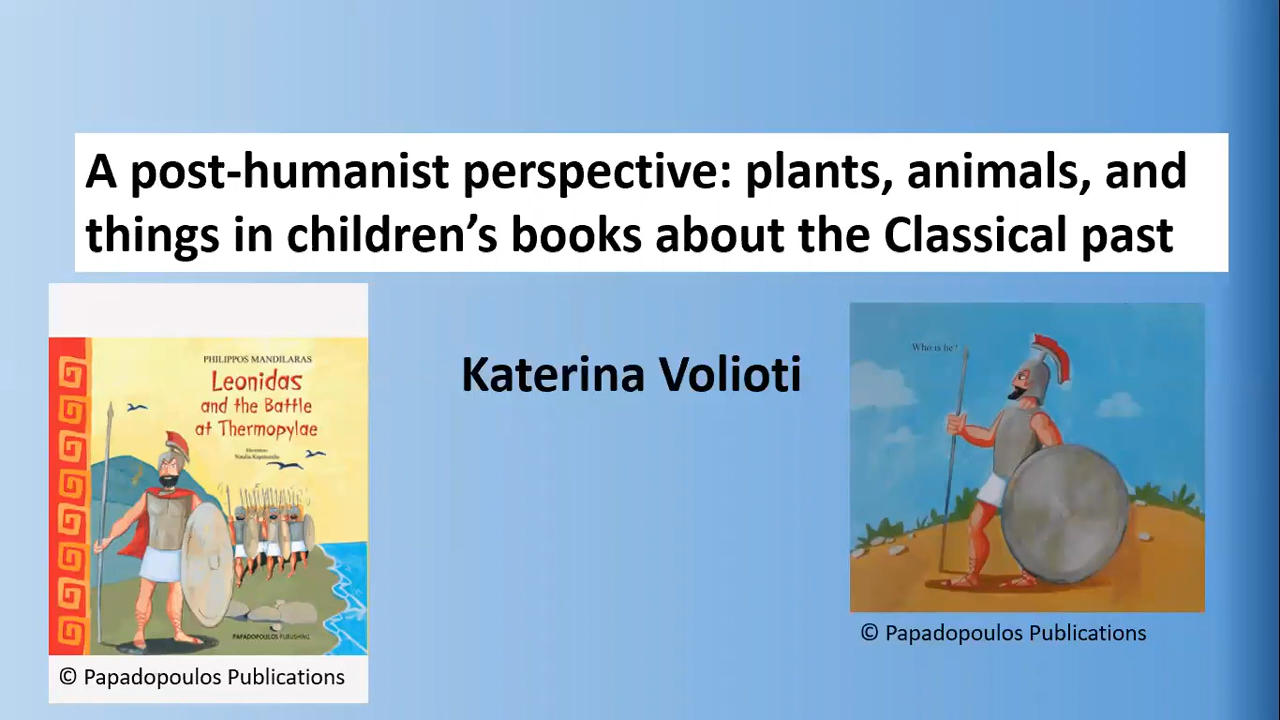 A post-humanist perspective: plants, animals, and
things in children's books about the Classical past
Katerina Volioti
PHILIPPOS MANDILARAS
Leonidas
and the Battle
at Thermopylae
PAPADOPOULOS PUBLISHING
© Papadopoulos Publications
Who is he?
© Papadopoulos Publications